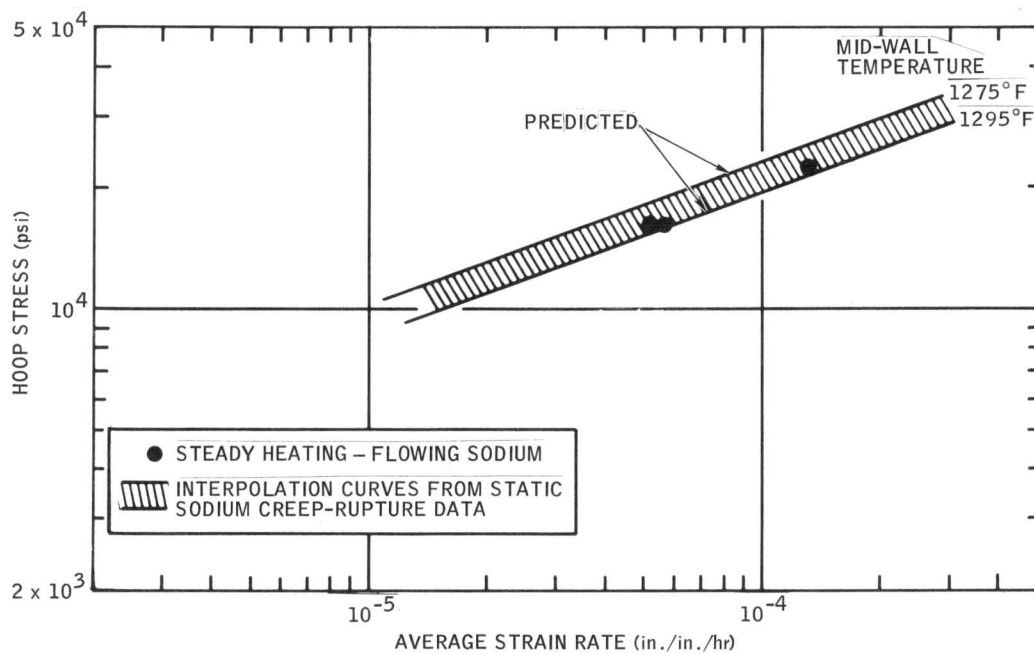 5 x 10⁴
MID-WALL
TEMPERATURE
1275°F
1295°F
PREDICTED
10⁴
HOOP STRESS (psi)
STEADY HEATING – FLOWING SODIUM
INTERPOLATION CURVES FROM STATIC
SODIUM CREEP-RUPTURE DATA
2 x 10³
10⁻⁵
10⁻⁴
AVERAGE STRAIN RATE (in./in./hr)